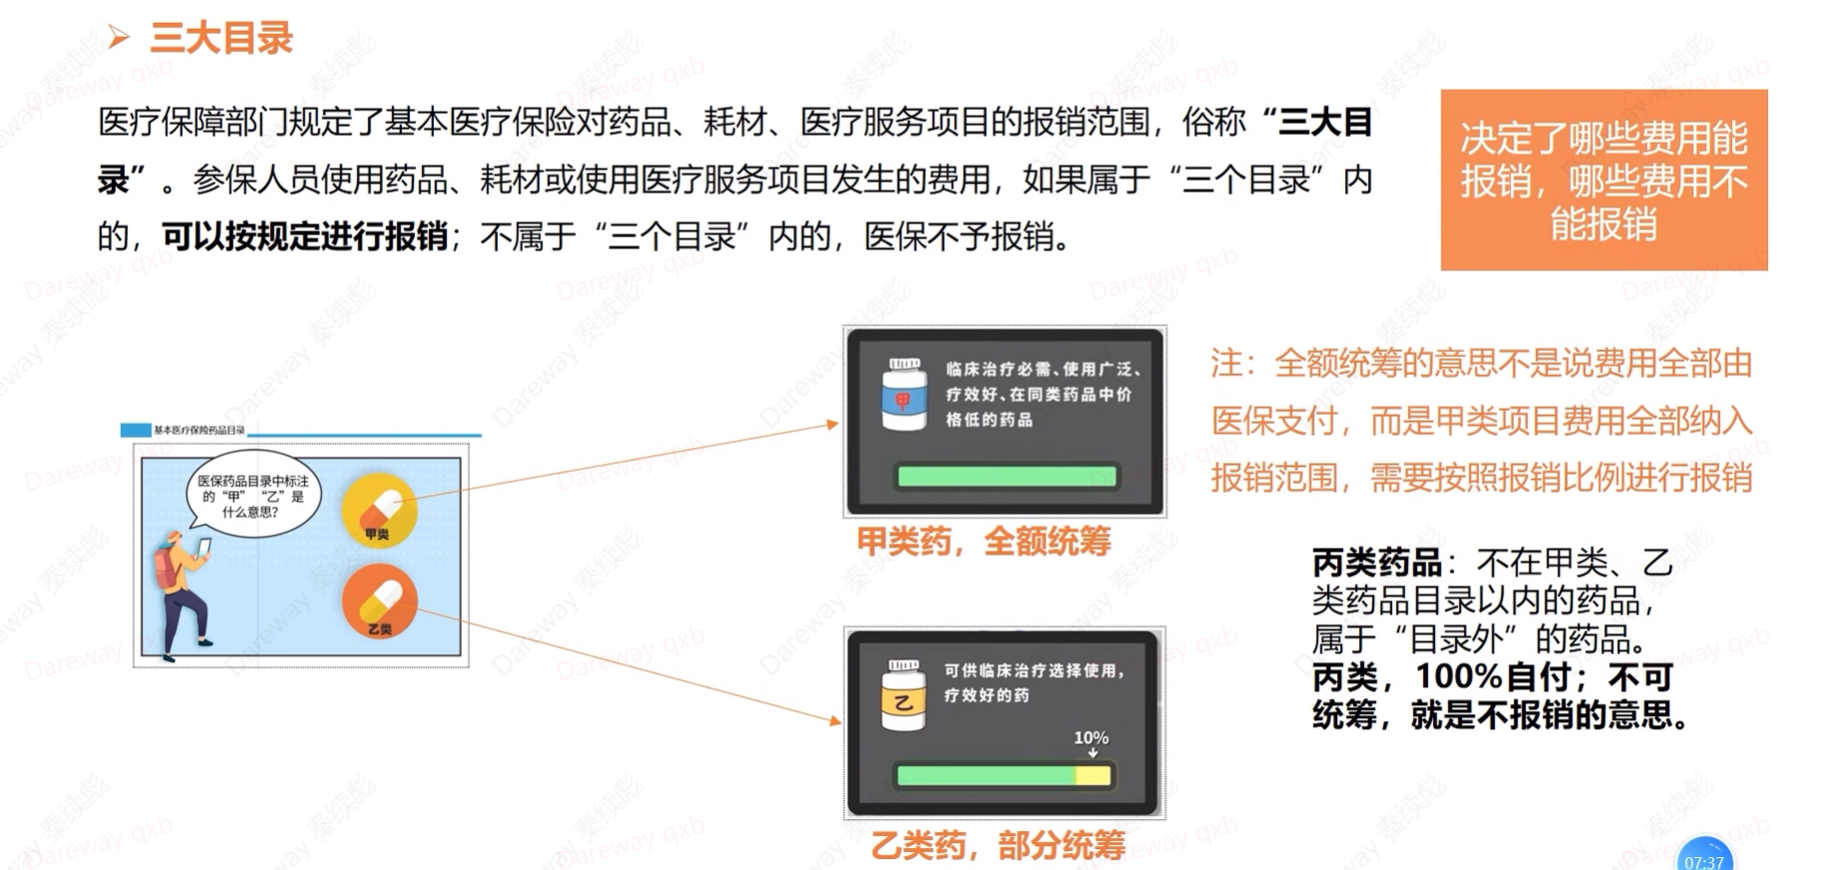 三大目录
医疗保障部门规定了基本医疗保险对药品、耗材、医疗服务项目的报销范围，俗称“三大目
录”。参保人员使用药品、耗材或使用医疗服务项目发生的费用，如果属于“三个目录”内
的，可以按规定进行报销；不属于“三个目录”内的，医保不予报销。
决定了哪些费用能
报销，哪些费用不
能报销
基本医疗保险药品目录
医保药品目录中标注
的“甲”“乙”是
什么意思？
甲类
乙类
甲
临床治疗必需、使用广泛、
疗效好、在同类药品中价
格低的药品
甲类药，全额统筹
乙
可供临床治疗选择使用，
疗效好的药
10%
乙类药，部分统筹
注：全额统筹的意思不是说费用全部由
医保支付，而是甲类项目费用全部纳入
报销范围，需要按照报销比例进行报销
丙类药品：不在甲类、乙
类药品目录以内的药品，
属于“目录外”的药品。
丙类，100%自付；不可
统筹，就是不报销的意思。
07:37
Dareway 秦续彪
Dareway qxb